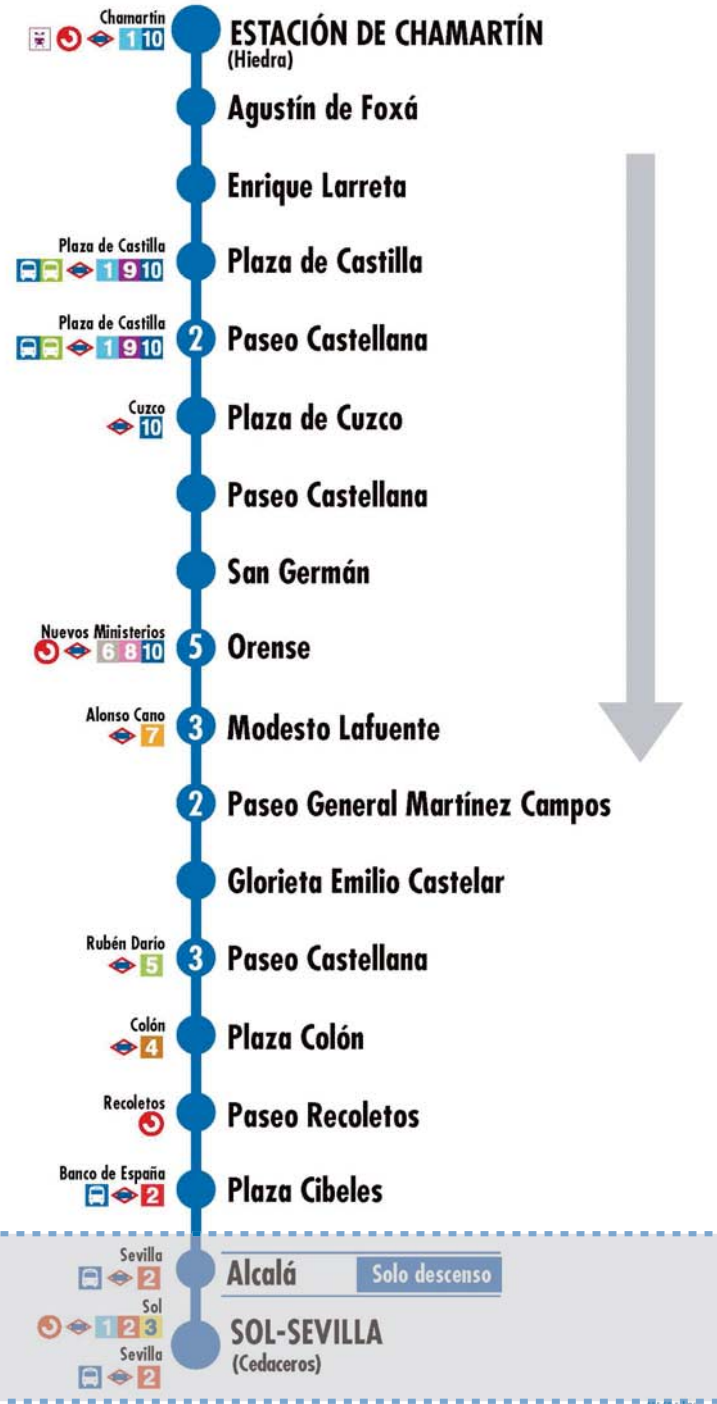 Chamartín
1 10
ESTACIÓN DE CHAMARTÍN
(Hiedra)
Agustín de Foxá
Enrique Larreta
Plaza de Castilla
1 9 10
Plaza de Castilla
Plaza de Castilla
1 9 10
2
Paseo Castellana
Cuzco
10
Plaza de Cuzco
Paseo Castellana
San Germán
Nuevos Ministerios
6 8 10
5
Orense
Alonso Cano
7
3
Modesto Lafuente
2
Paseo General Martínez Campos
Glorieta Emilio Castelar
Rubén Darío
5
3
Paseo Castellana
Colón
4
Plaza Colón
Recoletos
Paseo Recoletos
Banco de España
2
Plaza Cibeles
Sevilla
2
Alcalá
Solo descenso
Sol
1 2 3
Sevilla
2
SOL-SEVILLA
(Cedaceros)